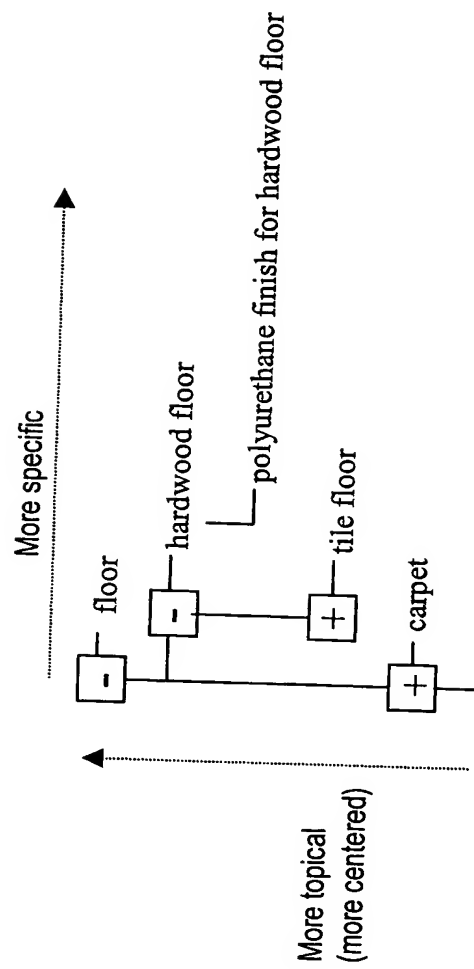 More specific
- floor
- hardwood floor
polyurethane finish for hardwood floor
+ tile floor
+ carpet
More topical
(more centered)